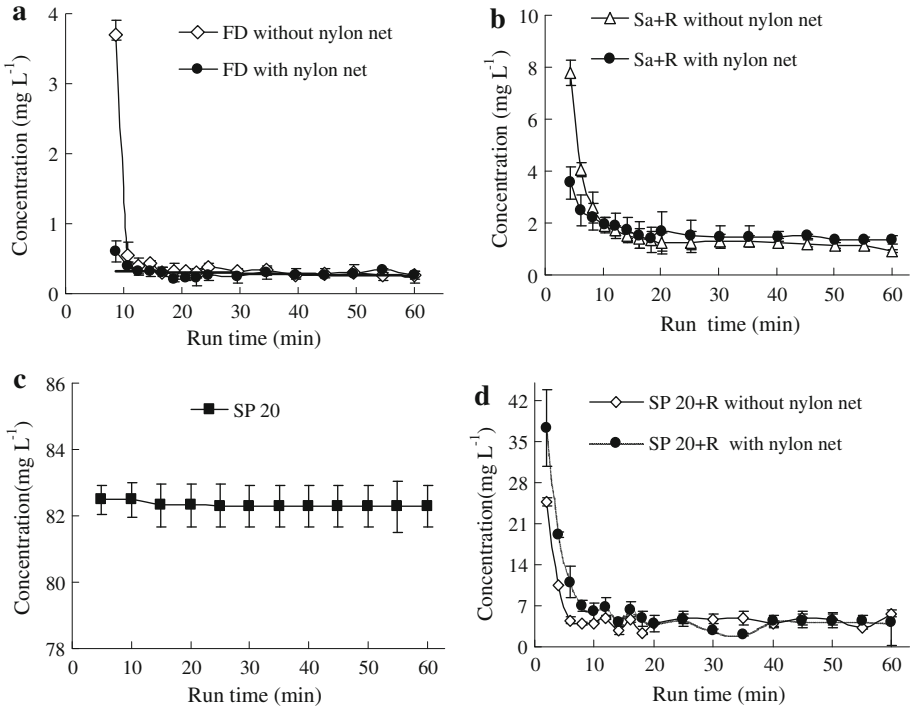 a
FD without nylon net
FD with nylon net
Concentration (mg L-1)
4
3
2
1
0
0 10 20 30 40 50 60
Run time (min)
b
Sa+R without nylon net
Sa+R with nylon net
Concentration (mg L-1)
10
8
6
4
2
0
0 10 20 30 40 50 60
Run time (min)
c
SP 20
Concentration(mg L-1)
86
84
82
80
78
0 10 20 30 40 50 60
Run time (min)
d
SP 20+R without nylon net
SP 20+R with nylon net
Concentration(mg L-1)
42
35
28
21
14
7
0
0 10 20 30 40 50 60
Run time (min)